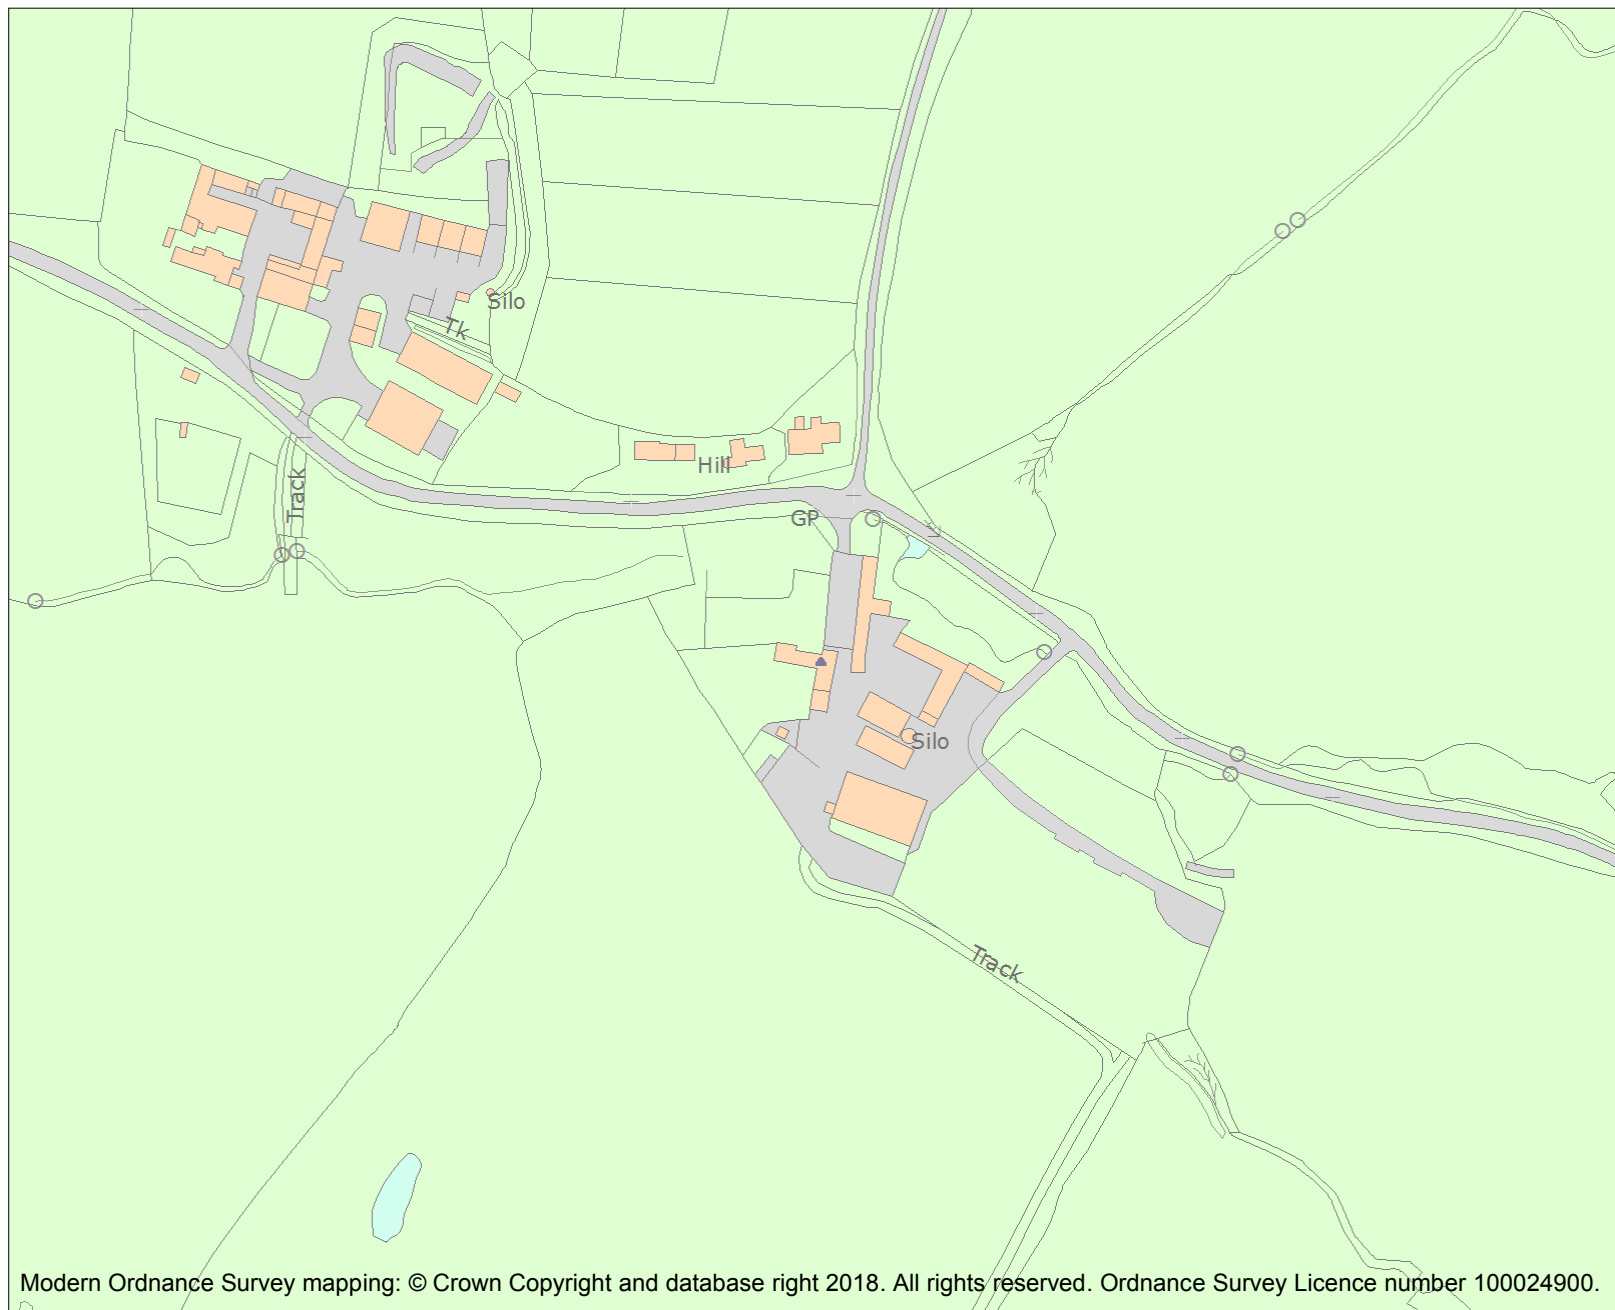 Silo
Tk
Hill
Track
GP
Silo
Track
Modern Ordnance Survey mapping: © Crown Copyright and database right 2018. All rights reserved. Ordnance Survey Licence number 100024900.